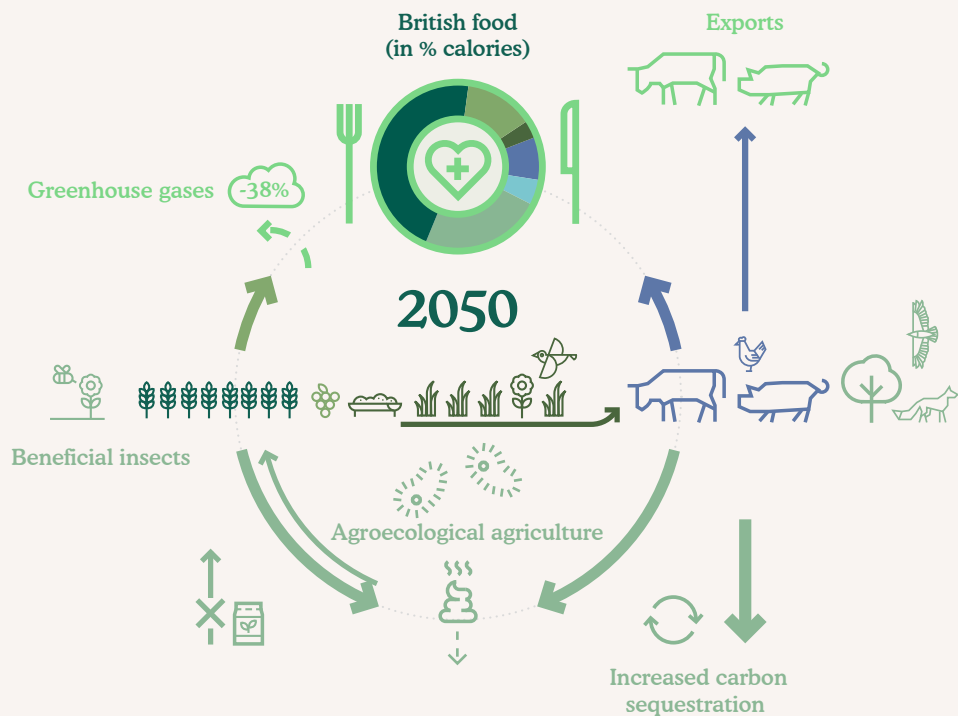 British food
(in % calories)
Exports
Greenhouse gases
-38%
2050
Beneficial insects
Agroecological agriculture
Increased carbon
sequestration